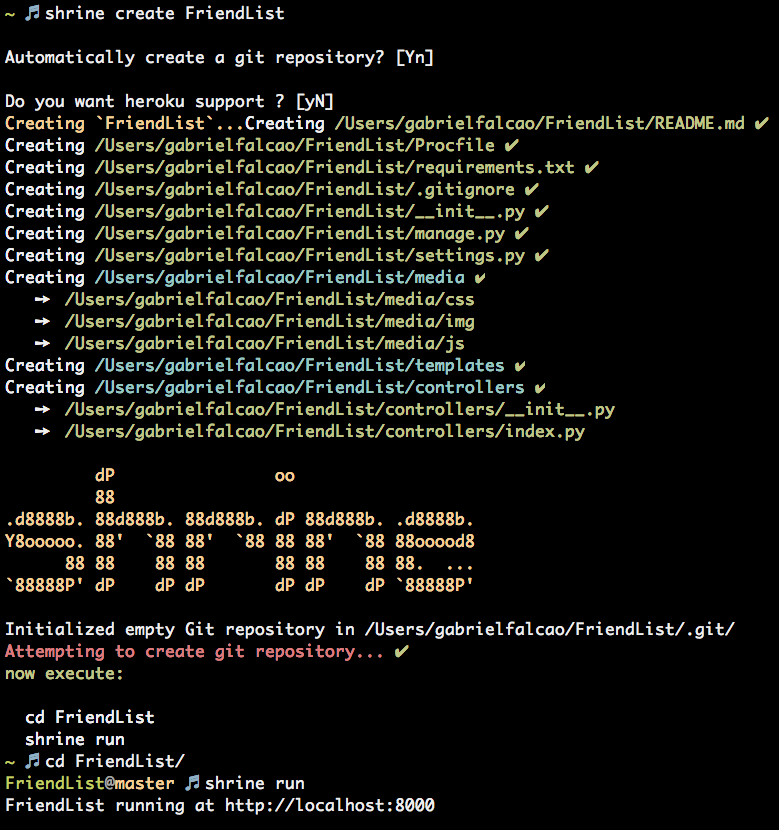 ~ 🎵shrine create FriendList

Automatically create a git repository? [Yn]

Do you want heroku support ? [yN]
Creating `FriendList`...Creating /Users/gabrielfalcao/FriendList/README.md ✔
Creating /Users/gabrielfalcao/FriendList/Procfile ✔
Creating /Users/gabrielfalcao/FriendList/requirements.txt ✔
Creating /Users/gabrielfalcao/FriendList/.gitignore ✔
Creating /Users/gabrielfalcao/FriendList/__init__.py ✔
Creating /Users/gabrielfalcao/FriendList/manage.py ✔
Creating /Users/gabrielfalcao/FriendList/settings.py ✔
Creating /Users/gabrielfalcao/FriendList/media ✔
   ➙ /Users/gabrielfalcao/FriendList/media/css
   ➙ /Users/gabrielfalcao/FriendList/media/img
   ➙ /Users/gabrielfalcao/FriendList/media/js
Creating /Users/gabrielfalcao/FriendList/templates ✔
Creating /Users/gabrielfalcao/FriendList/controllers ✔
   ➙ /Users/gabrielfalcao/FriendList/controllers/__init__.py
   ➙ /Users/gabrielfalcao/FriendList/controllers/index.py

         dP                oo
         88
.d8888b. 88d888b. 88d888b. dP 88d888b. .d8888b.
Y8ooooo. 88'  `88 88'  `88 88 88'  `88 88ooood8
      88 88    88 88       88 88    88 88.  ...
`88888P' dP    dP dP       dP dP    dP `88888P'

Initialized empty Git repository in /Users/gabrielfalcao/FriendList/.git/
Attempting to create git repository... ✔
now execute:

  cd FriendList
  shrine run
~ 🎵cd FriendList/
FriendList@master 🎵shrine run
FriendList running at http://localhost:8000